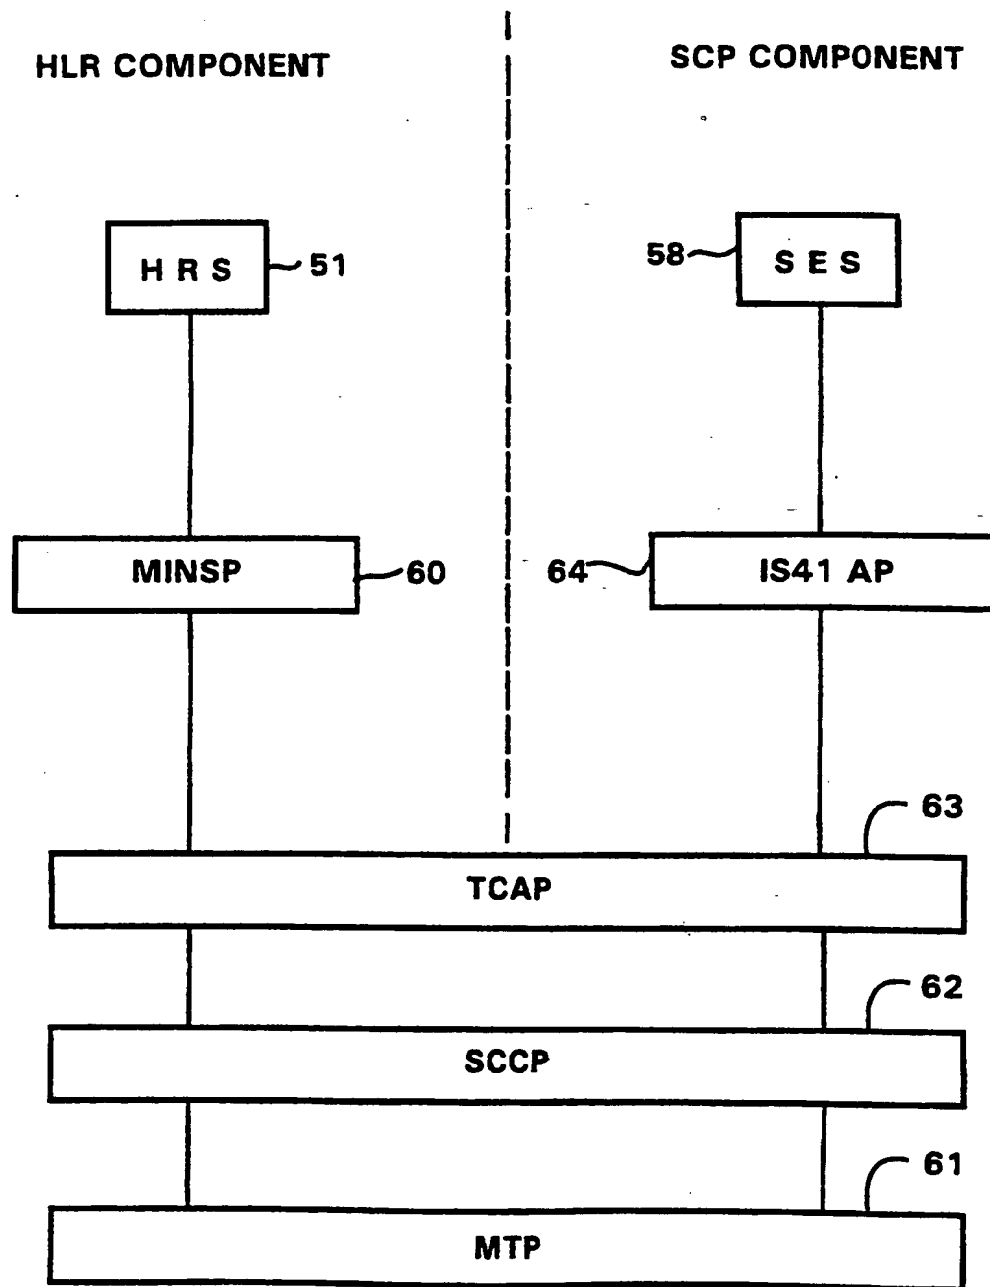 HLR COMPONENT
SCP COMPONENT
H R S
51
58
S E S
MINSP
60
64
IS41 AP
63
TCAP
62
SCCP
61
MTP